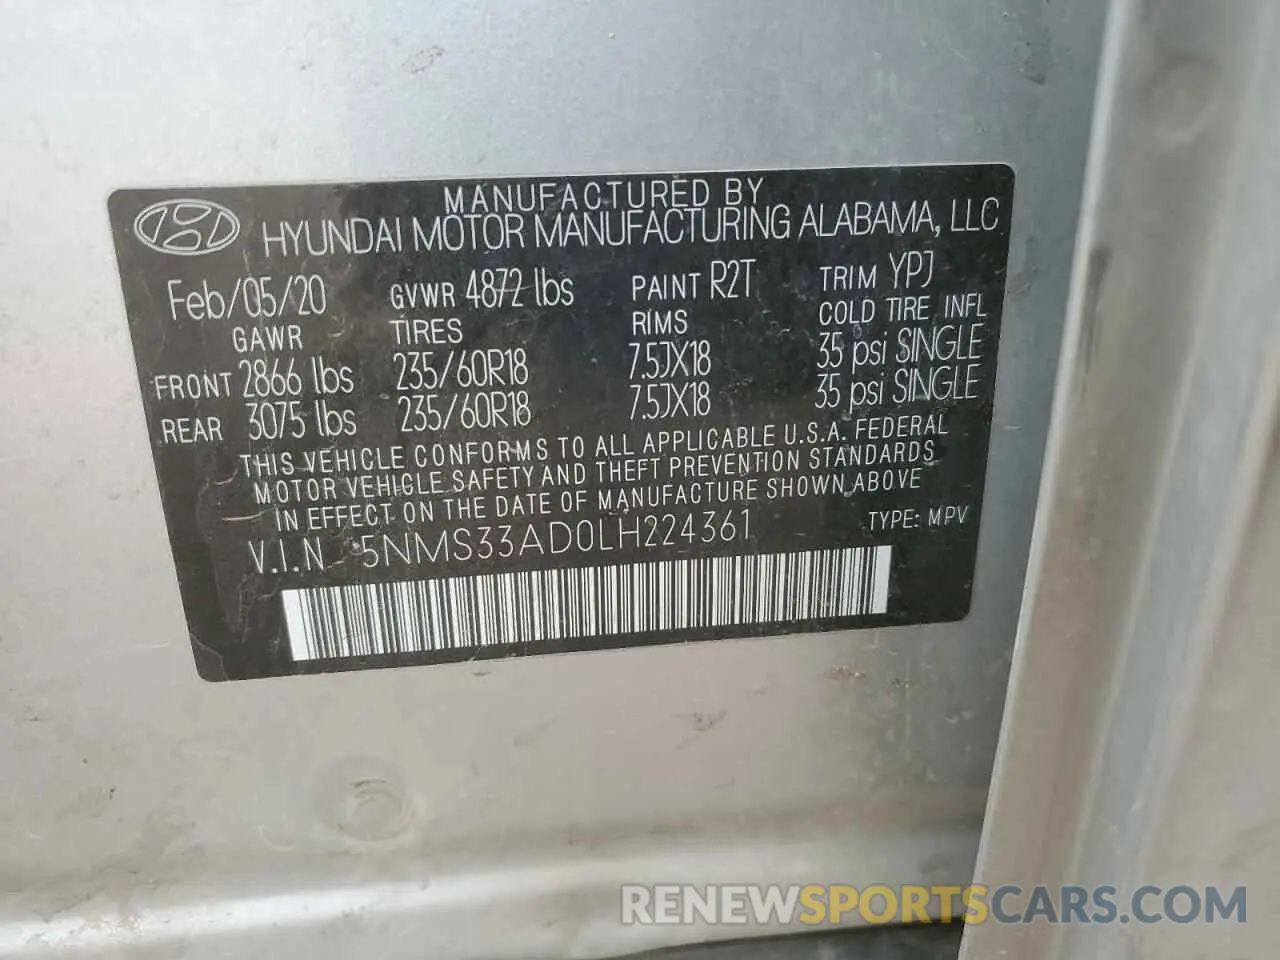 MANUFACTURED BY
HYUNDAI MOTOR MANUFACTURING ALABAMA, LLC
Feb/05/20 GVWR 4872 lbs PAINT R2T TRIM YPJ
GAWR TIRES RIMS COLD TIRE INFL
FRONT 2866 lbs 235/60R18 7.5JX18 35 psi SINGLE
REAR 3075 lbs 235/60R18 7.5JX18 35 psi SINGLE
THIS VEHICLE CONFORMS TO ALL APPLICABLE U.S.A. FEDERAL
MOTOR VEHICLE SAFETY AND THEFT PREVENTION STANDARDS
IN EFFECT ON THE DATE OF MANUFACTURE SHOWN ABOVE
V.I.N 5NMS33AD0LH224361 TYPE: MPV
RENEWSPORTSCARS.COM